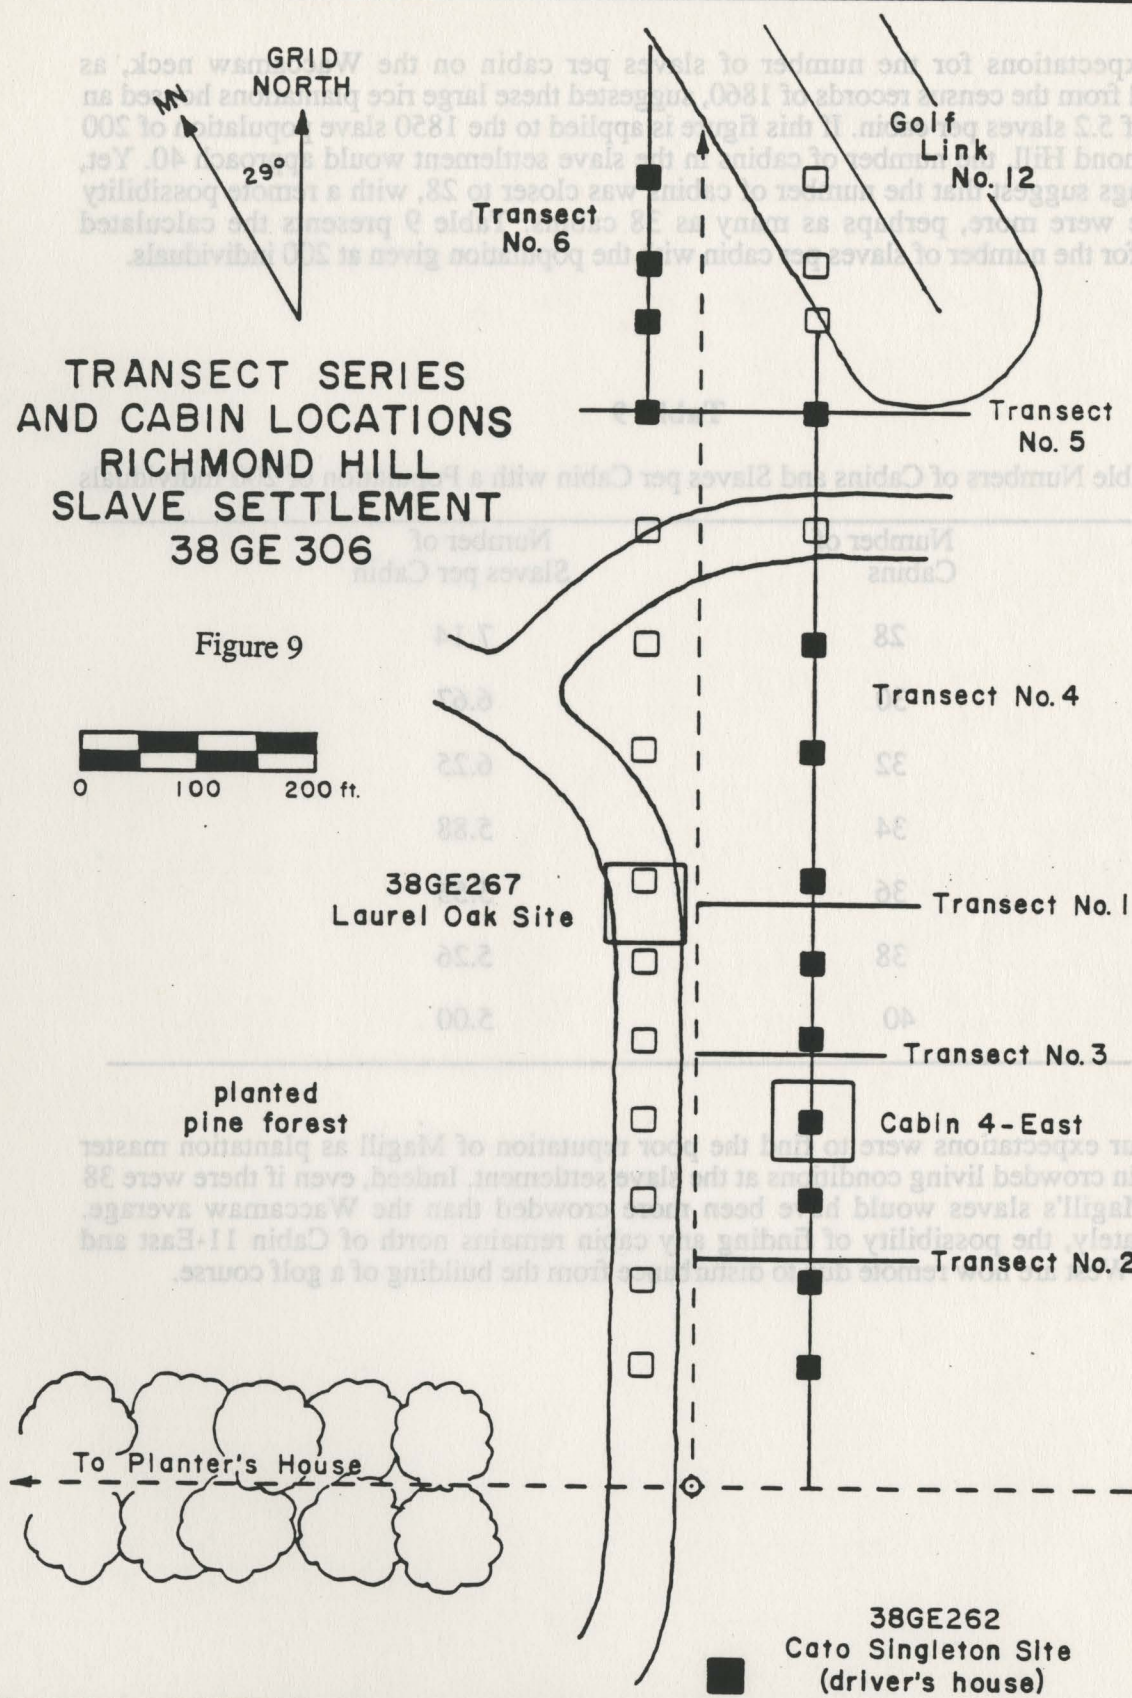 GRID
NORTH
MN
29°
Golf
Link
No. 12
Transect
No. 6
TRANSECT SERIES
AND CABIN LOCATIONS
RICHMOND HILL
SLAVE SETTLEMENT
38 GE 306
Transect
No. 5
Figure 9
Transect No. 4
0 100 200 ft.
38GE267
Laurel Oak Site
Transect No. 1
Transect No. 3
planted
pine forest
Cabin 4-East
Transect No. 2
To Planter's House
38GE262
Cato Singleton Site
(driver's house)